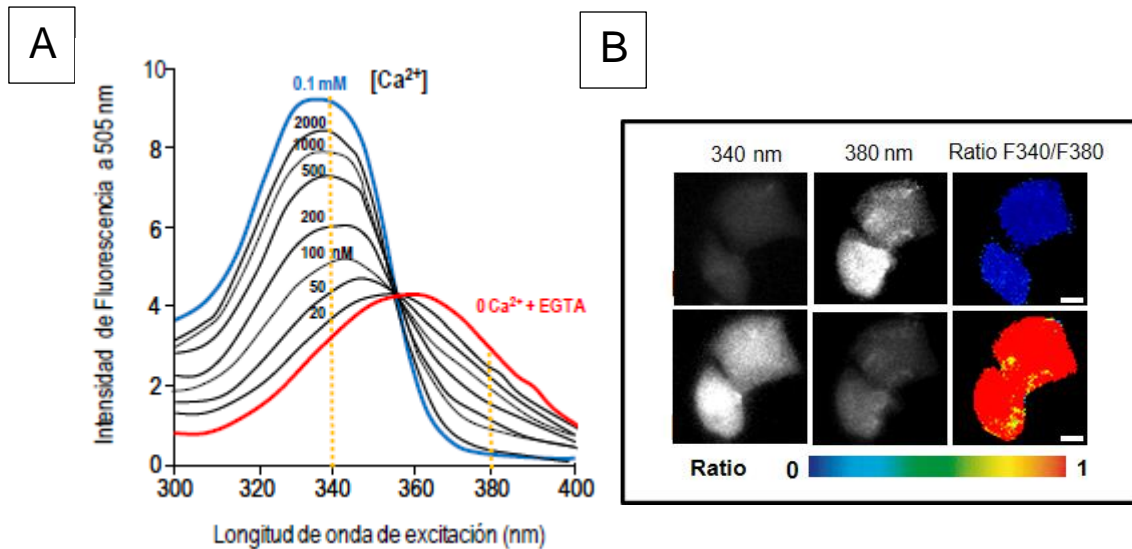 A
B
10
8
6
4
2
0
Intensidad de Fluorescencia a 505 nm
0.1 mM
[Ca²⁺]
2000
1000
500
200
100 nM
50
20
0 Ca²⁺ + EGTA
300
320
340
360
380
400
Longitud de onda de excitación (nm)
340 nm 380 nm Ratio F340/F380
Ratio 0 1